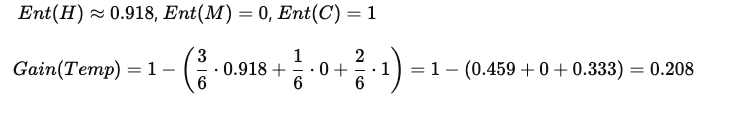 Ent(H) ≈ 0.918, Ent(M) = 0, Ent(C) = 1
Gain(Temp) = 1 − (3/6 · 0.918 + 1/6 · 0 + 2/6 · 1) = 1 − (0.459 + 0 + 0.333) = 0.208